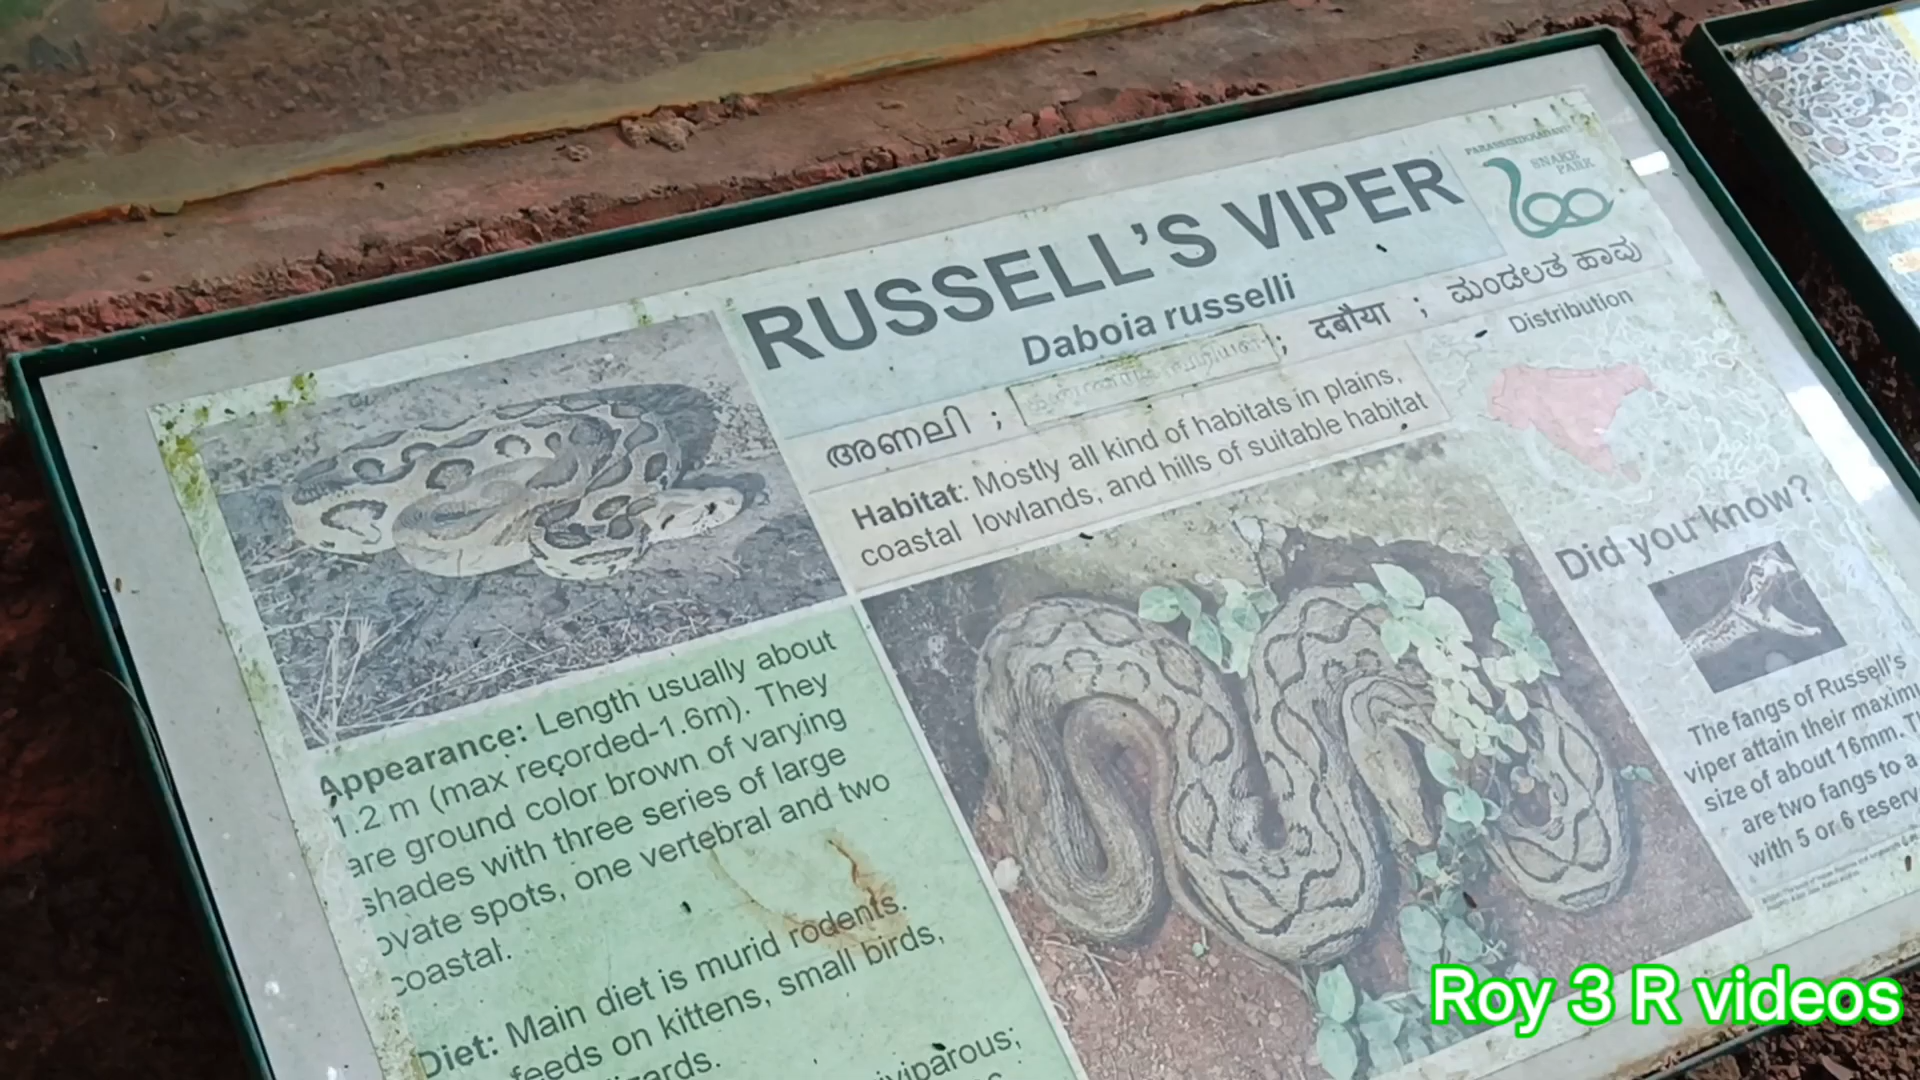 PARASSINIKKADAVU
SNAKE
PARK
RUSSELL'S VIPER
Daboia russelli
അണലി ; ; दबौया ; ಮಂಡಲತ ಹಾವು
Habitat: Mostly all kind of habitats in plains,
coastal lowlands, and hills of suitable habitat
Distribution
Did you know?
The fangs of Russell's
viper attain their maximu
size of about 16mm. T
are two fangs to a
with 5 or 6 reserv
Appearance: Length usually about
1.2 m (max recorded-1.6m). They
are ground color brown of varying
shades with three series of large
ovate spots, one vertebral and two
coastal.
Diet: Main diet is murid rodents.
feeds on kittens, small birds,
izards.
viviparous;
Roy 3 R videos